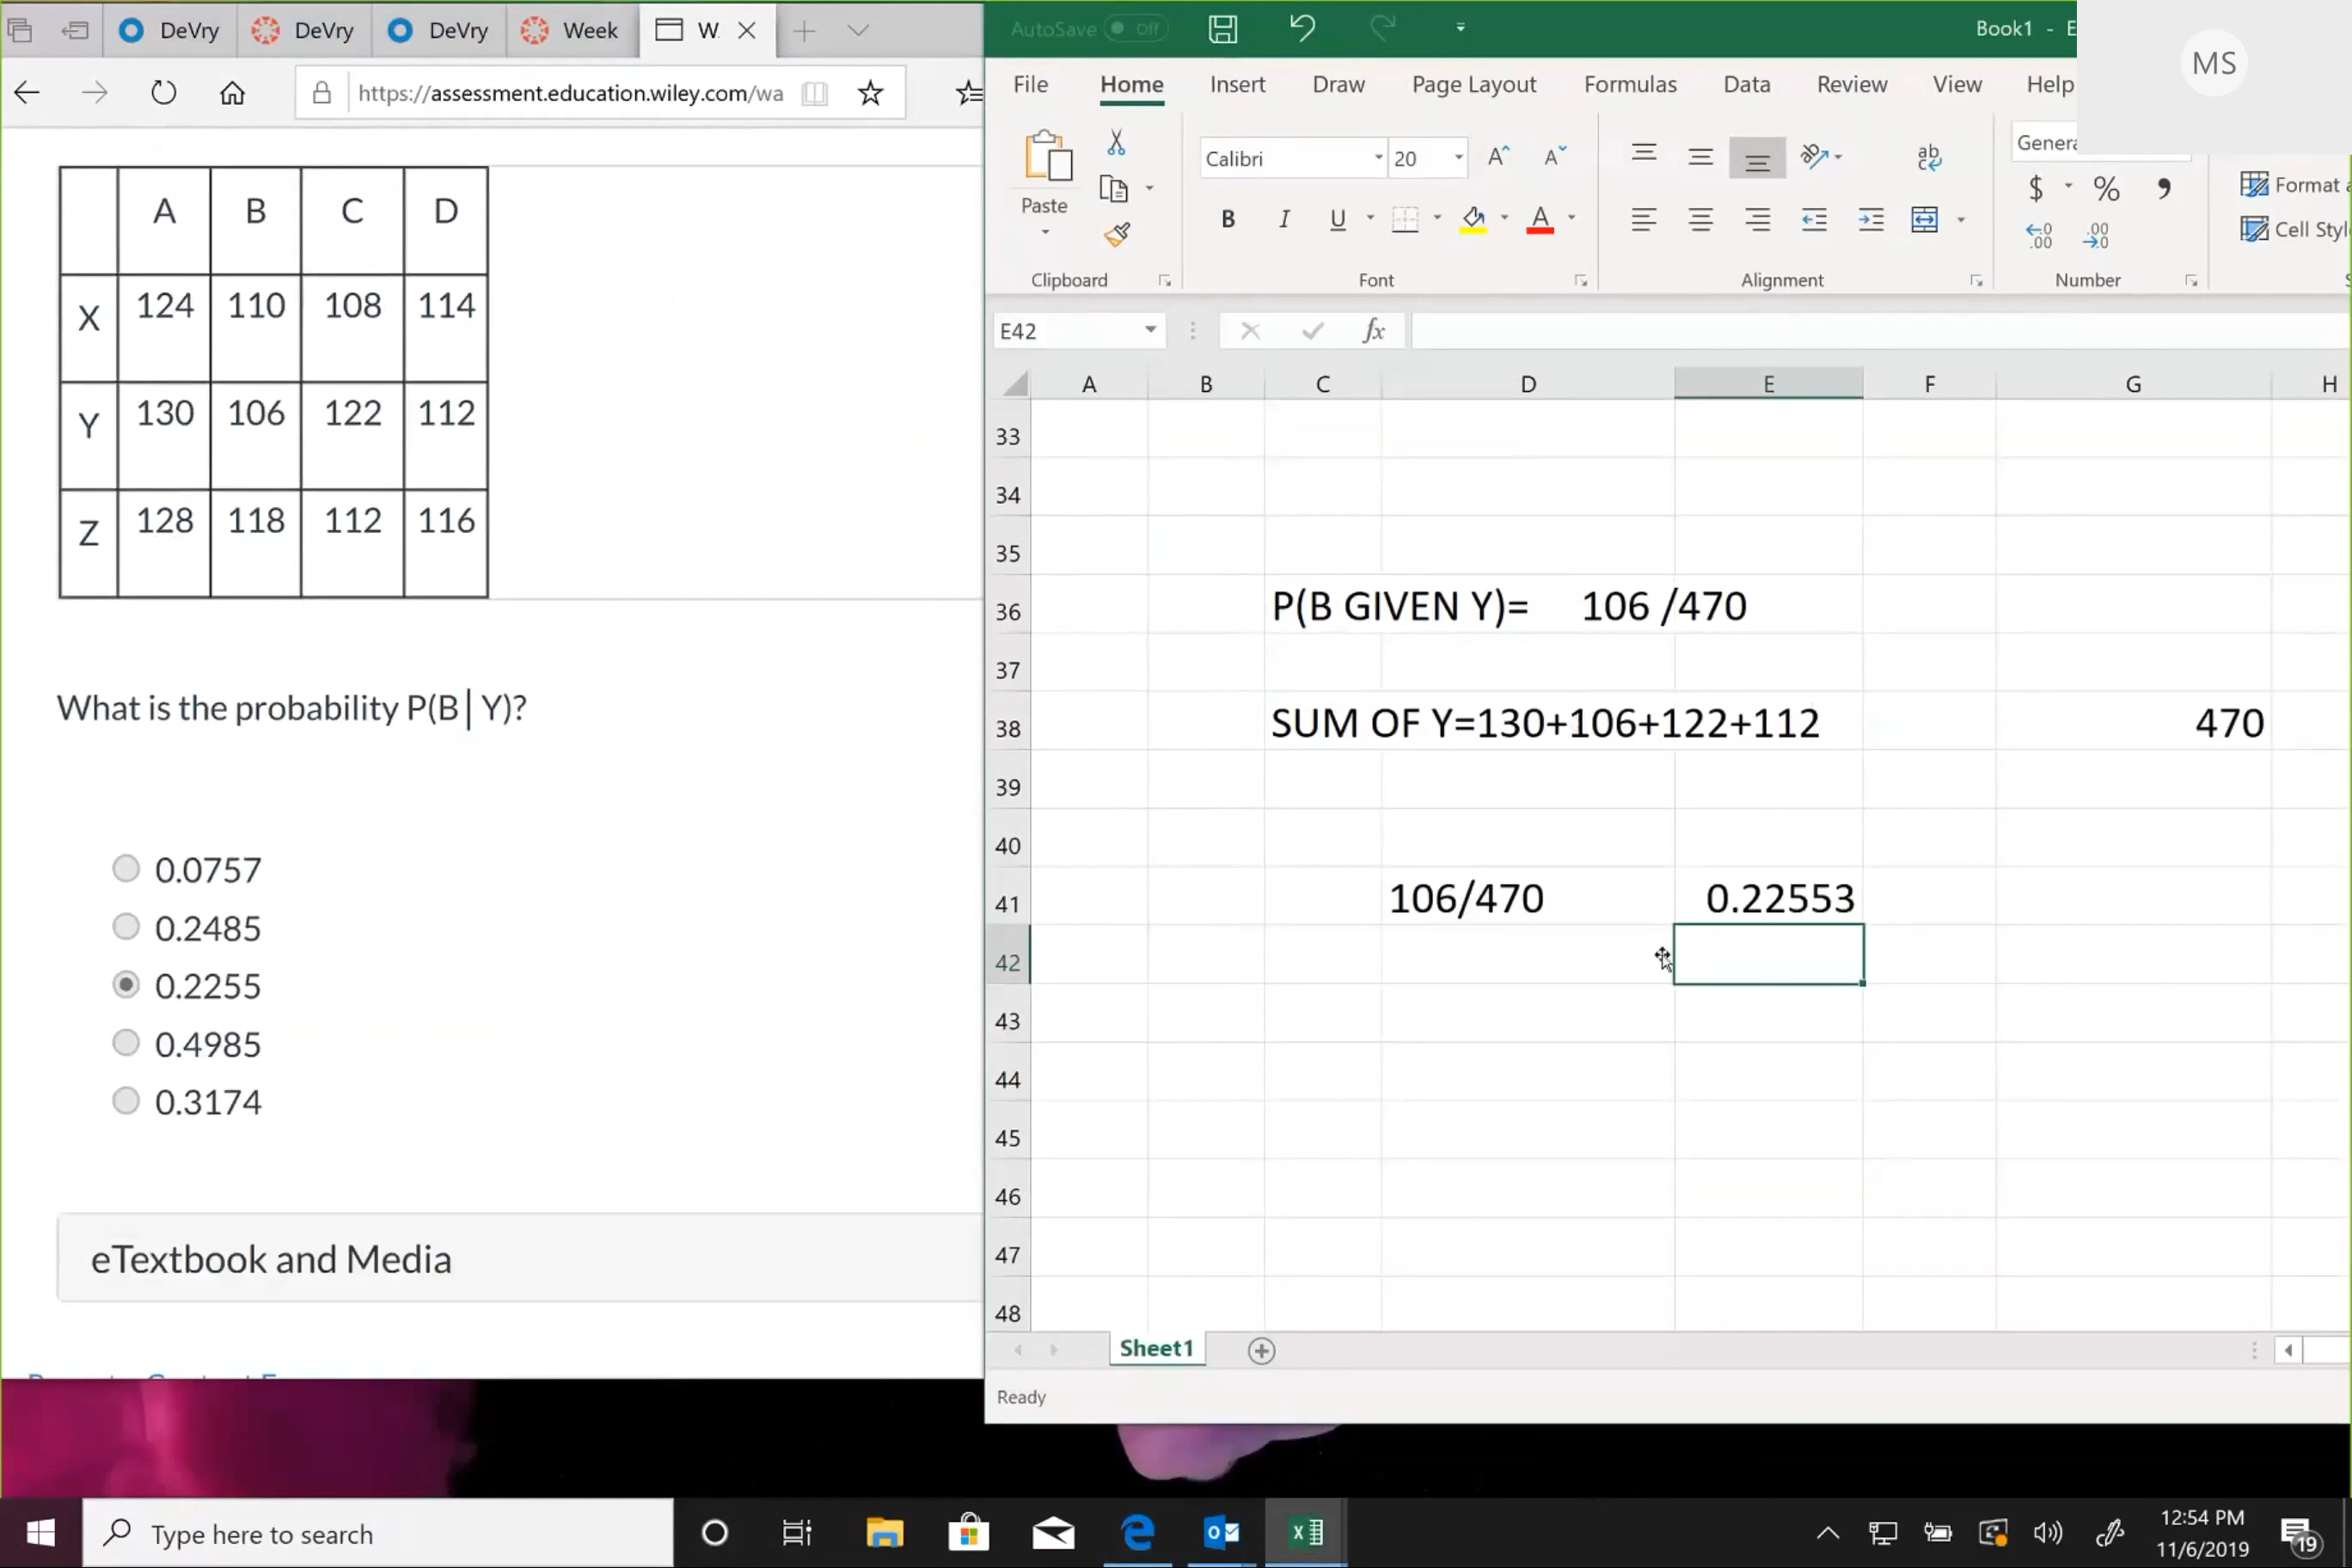 DeVry DeVry DeVry Week W
https://assessment.education.wiley.com/wa
A B C D
X 124 110 108 114
Y 130 106 122 112
Z 128 118 112 116
What is the probability P(B| Y)?
0.0757
0.2485
0.2255
0.4985
0.3174
eTextbook and Media
AutoSave Off Book1 - E
MS
File Home Insert Draw Page Layout Formulas Data Review View Help
Paste
Calibri 20
Genera
Format a
Cell Styl
Clipboard Font Alignment Number
E42 fx
A B C D E F G H
33
34
35
36 P(B GIVEN Y)= 106 /470
37
38 SUM OF Y=130+106+122+112 470
39
40
41 106/470 0.22553
42
43
44
45
46
47
48
Sheet1
Ready
Type here to search
12:54 PM
11/6/2019
19